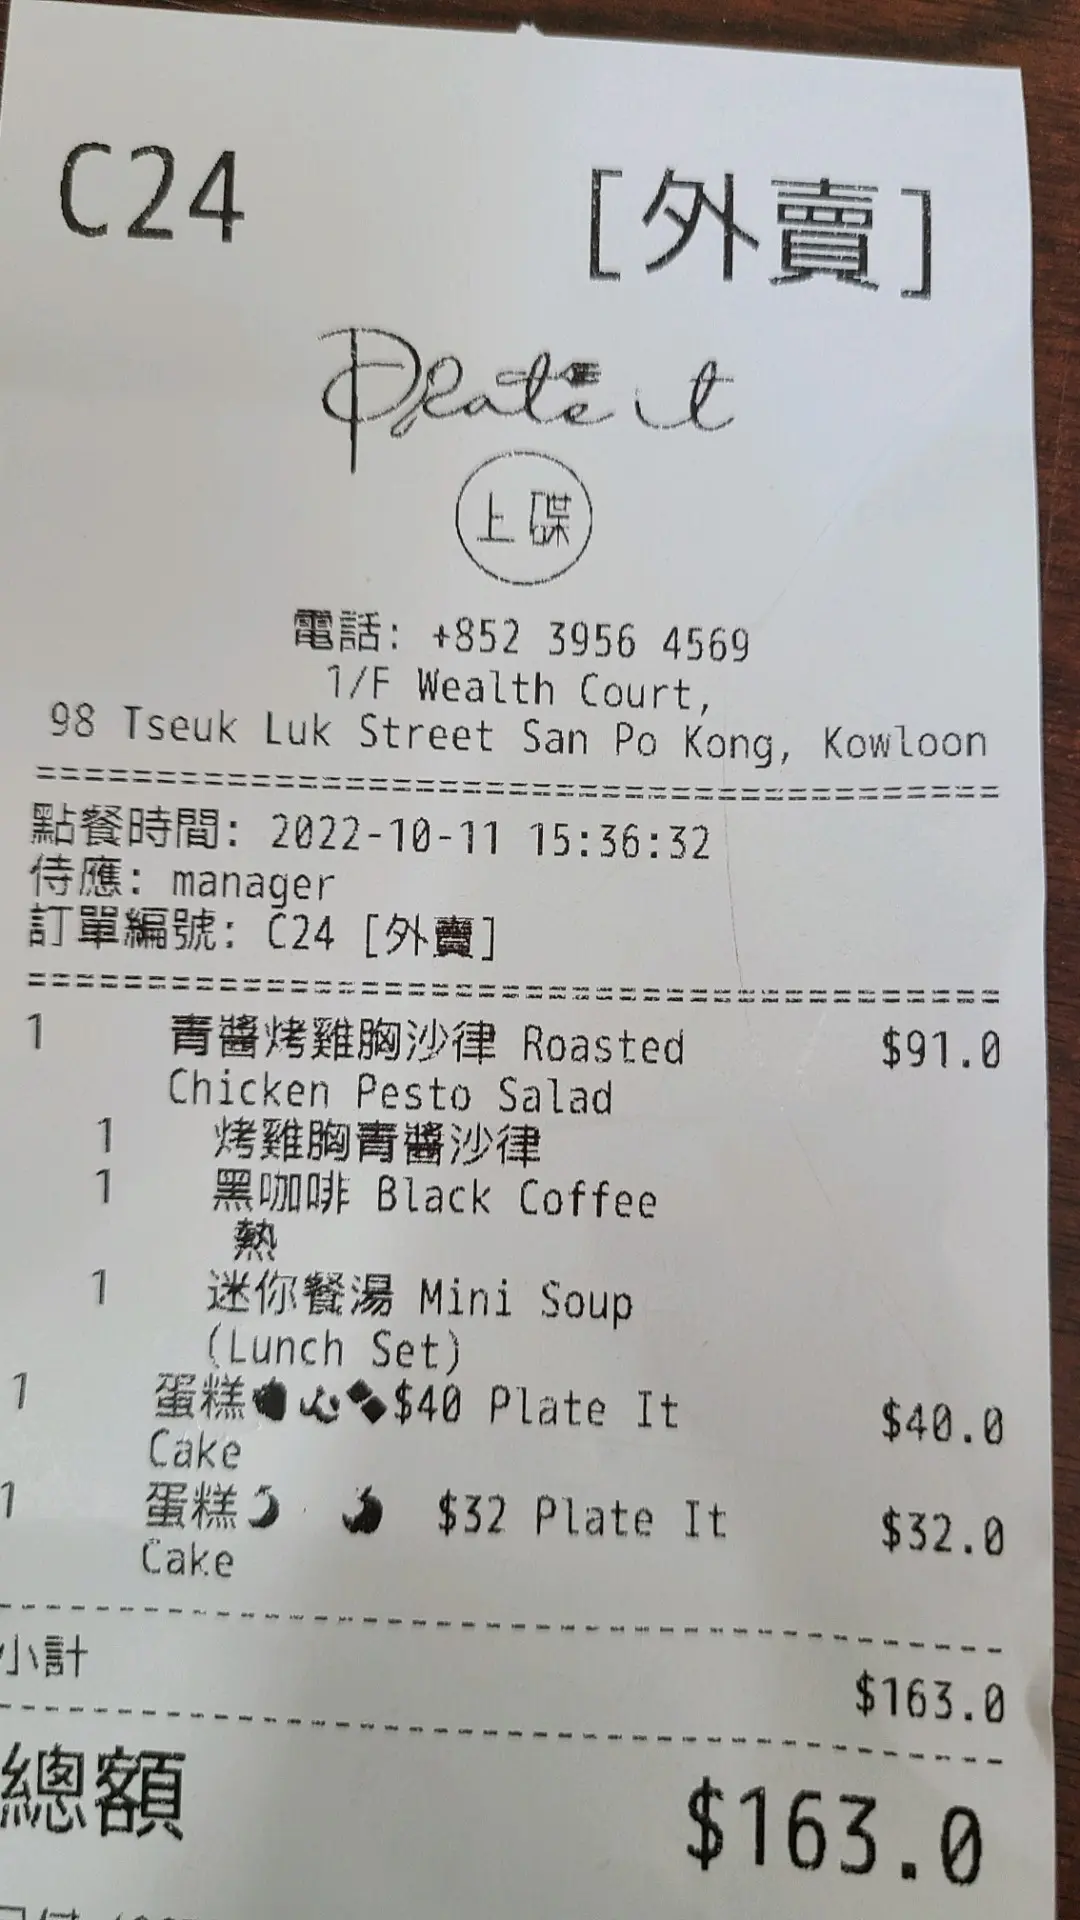 C24 [外賣]
Plate it
上碟
電話: +852 3956 4569
1/F Wealth Court,
98 Tseuk Luk Street San Po Kong, Kowloon
點餐時間: 2022-10-11 15:36:32
侍應: manager
訂單編號: C24 [外賣]
1 青醬烤雞胸沙律 Roasted $91.0
Chicken Pesto Salad
1 烤雞胸青醬沙律
1 黑咖啡 Black Coffee
熱
1 迷你餐湯 Mini Soup
(Lunch Set)
1 蛋糕 $40 Plate It $40.0
Cake
1 蛋糕 $32 Plate It $32.0
Cake
小計 $163.0
總額 $163.0